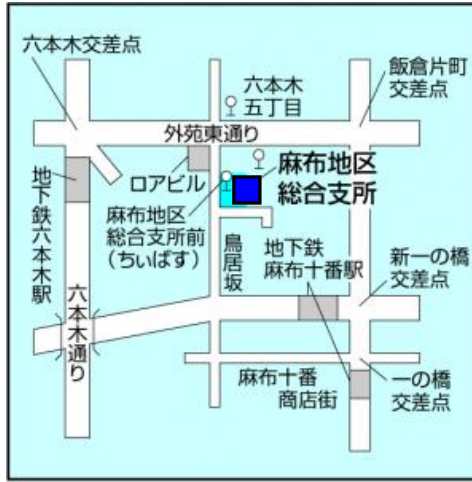 六本木交差点
六本木
五丁目
飯倉片町
交差点
外苑東通り
地下鉄六本木駅
ロアビル
麻布地区
総合支所
麻布地区
総合支所前
(ちぃばす)
鳥居坂
地下鉄
麻布十番駅
新一の橋
交差点
六本木通り
麻布十番
商店街
一の橋
交差点